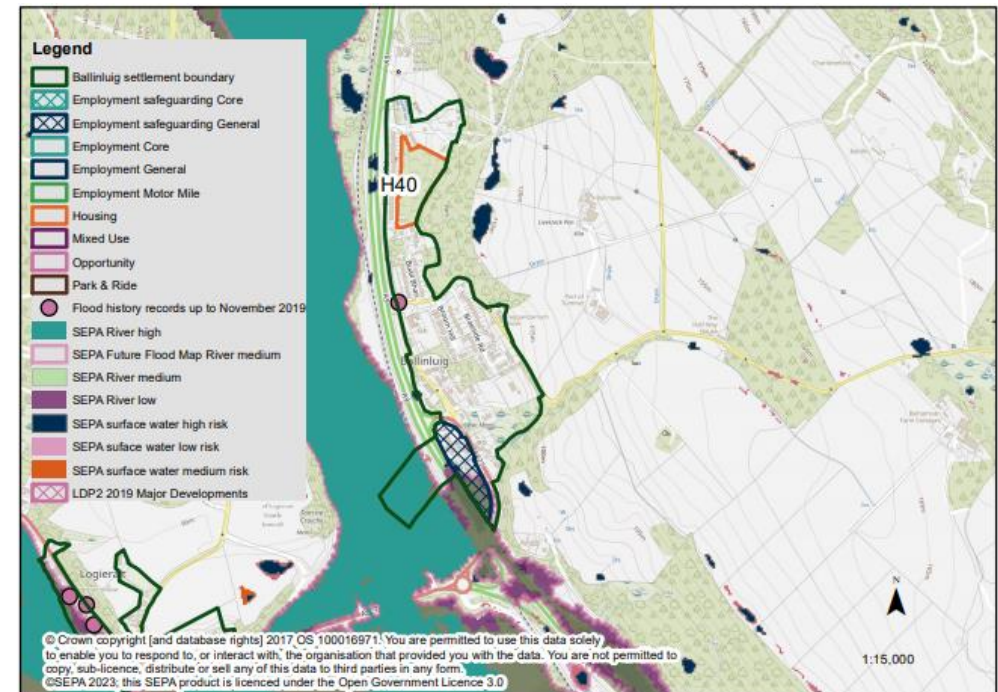 Legend
Ballinluig settlement boundary
Employment safeguarding Core
Employment safeguarding General
Employment Core
Employment General
Employment Motor Mile
Housing
Mixed Use
Opportunity
Park & Ride
Flood history records up to November 2019
SEPA River high
SEPA Future Flood Map River medium
SEPA River medium
SEPA River low
SEPA surface water high risk
SEPA suface water low risk
SEPA surface water medium risk
LDP2 2019 Major Developments
H40
Ballinluig
Logierait
N
1:15,000
© Crown copyright [and database rights] 2017 OS 100016971. You are permitted to use this data solely
to enable you to respond to, or interact with, the organisation that provided you with the data. You are not permitted to
copy, sub-licence, distribute or sell any of this data to third parties in any form.
©SEPA 2023; this SEPA product is licenced under the Open Government Licence 3.0